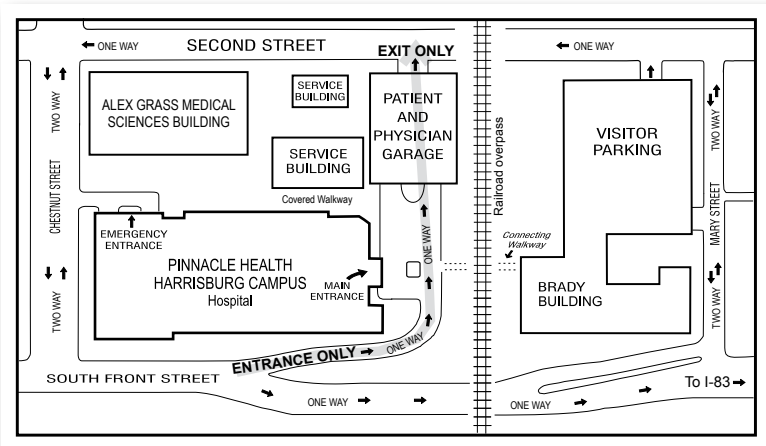 ONE WAY
SECOND STREET
EXIT ONLY
ONE WAY
TWO WAY
ALEX GRASS MEDICAL
SCIENCES BUILDING
SERVICE
BUILDING
PATIENT
AND
PHYSICIAN
GARAGE
Railroad overpass
VISITOR
PARKING
TWO WAY
SERVICE
BUILDING
CHESTNUT STREET
Covered Walkway
MARY STREET
EMERGENCY
ENTRANCE
ONE WAY
Connecting
Walkway
PINNACLE HEALTH
HARRISBURG CAMPUS
Hospital
MAIN
ENTRANCE
BRADY
BUILDING
TWO WAY
TWO WAY
ENTRANCE ONLY
ONE WAY
SOUTH FRONT STREET
To I-83
ONE WAY
ONE WAY